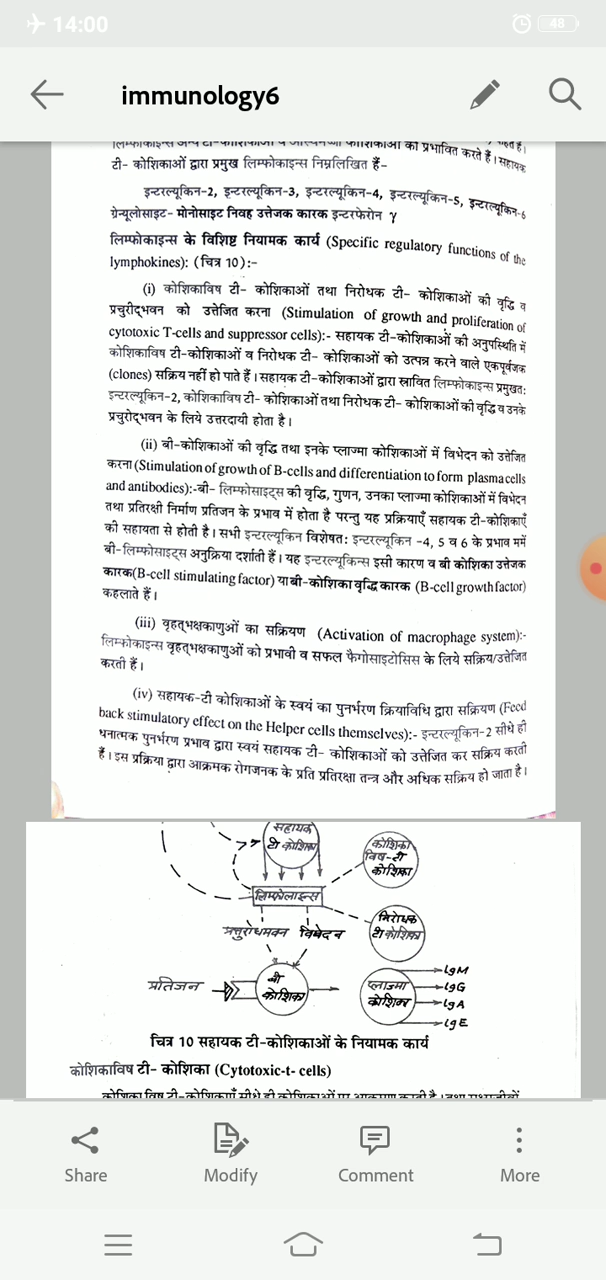 14:00
48
immunology6
टी- कोशिकाओं द्वारा प्रमुख लिम्फोकाइन्स निम्नलिखित हैं-
इन्टरल्यूकिन-2, इन्टरल्यूकिन-3, इन्टरल्यूकिन-4, इन्टरल्यूकिन-5, इन्टरल्यूकिन-6
ग्रेन्यूलोसाइट- मोनोसाइट निवह उत्तेजक कारक इन्टरफेरोन γ
लिम्फोकाइन्स के विशिष्ट नियामक कार्य (Specific regulatory functions of the
lymphokines): (चित्र 10):-
(i) कोशिकाविष टी- कोशिकाओं तथा निरोधक टी- कोशिकाओं की वृद्धि व
प्रचुरीद्भवन को उत्तेजित करना (Stimulation of growth and proliferation of
cytotoxic T-cells and suppressor cells):- सहायक टी-कोशिकाओं की अनुपस्थिति में
कोशिकाविष टी-कोशिकाओं व निरोधक टी- कोशिकाओं को उत्पन्न करने वाले एकपूर्वजक
(clones) सक्रिय नहीं हो पाते हैं। सहायक टी-कोशिकाओं द्वारा स्रावित लिम्फोकाइन्स प्रमुखत:
इन्टरल्यूकिन-2, कोशिकाविष टी-कोशिकाओं तथा निरोधक टी- कोशिकाओं की वृद्धि व उनके
प्रचुरोद्भवन के लिये उत्तरदायी होता है।
(ii) बी-कोशिकाओं की वृद्धि तथा इनके प्लाज्मा कोशिकाओं में विभेदन को उत्तेजित
करना (Stimulation of growth of B-cells and differentiation to form plasma cells
and antibodies):-बी- लिम्फोसाइट्स की वृद्धि, गुणन, उनका प्लाज्मा कोशिकाओं में विभेदन
तथा प्रतिरक्षी निर्माण प्रतिजन के प्रभाव में होता है परन्तु यह प्रक्रियाएँ सहायक टी-कोशिकाएँ
की सहायता से होती है। सभी इन्टरल्यूकिन विशेषत: इन्टरल्यूकिन -4, 5 व 6 के प्रभाव ममें
बी-लिम्फोसाइट्स अनुक्रिया दर्शाती हैं। यह इन्टरल्यूकिन्स इसी कारण व बी कोशिका उत्तेजक
कारक(B-cell stimulating factor) या बी-कोशिका वृद्धि कारक (B-cell growth factor)
कहलाते हैं।
(iii) वृहत्‌भक्षकाणुओं का सक्रियण (Activation of macrophage system):-
लिम्फोकाइन्स वृहत्‌भक्षकाणुओं को प्रभावी व सफल फैगोसाइटोसिस के लिये सक्रिय/उत्तेजित
करती हैं।
(iv) सहायक-टी कोशिकाओं के स्वयं का पुनर्भरण क्रियाविधि द्वारा सक्रियण (Feed
back stimulatory effect on the Helper cells themselves):- इन्टरल्यूकिन-2 सीधे ही
धनात्मक पुनर्भरण प्रभाव द्वारा स्वयं सहायक टी- कोशिकाओं को उत्तेजित कर सक्रिय करती
हैं। इस प्रक्रिया द्वारा आक्रमक रोगजनक के प्रति प्रतिरक्षा तन्त्र और अधिक सक्रिय हो जाता है।
सहायक
टी कोशिका
कोशिका
विष-टी
कोशिका
लिम्फोलाइन्स
निरोधक
टी कोशिका
विभेदन
प्रतिजन
बी
कोशिका
प्लाज्मा
कोशिका
IgM
IgG
IgA
IgE
चित्र 10 सहायक टी-कोशिकाओं के नियामक कार्य
कोशिकाविष टी- कोशिका (Cytotoxic-t- cells)
Share
Modify
Comment
More